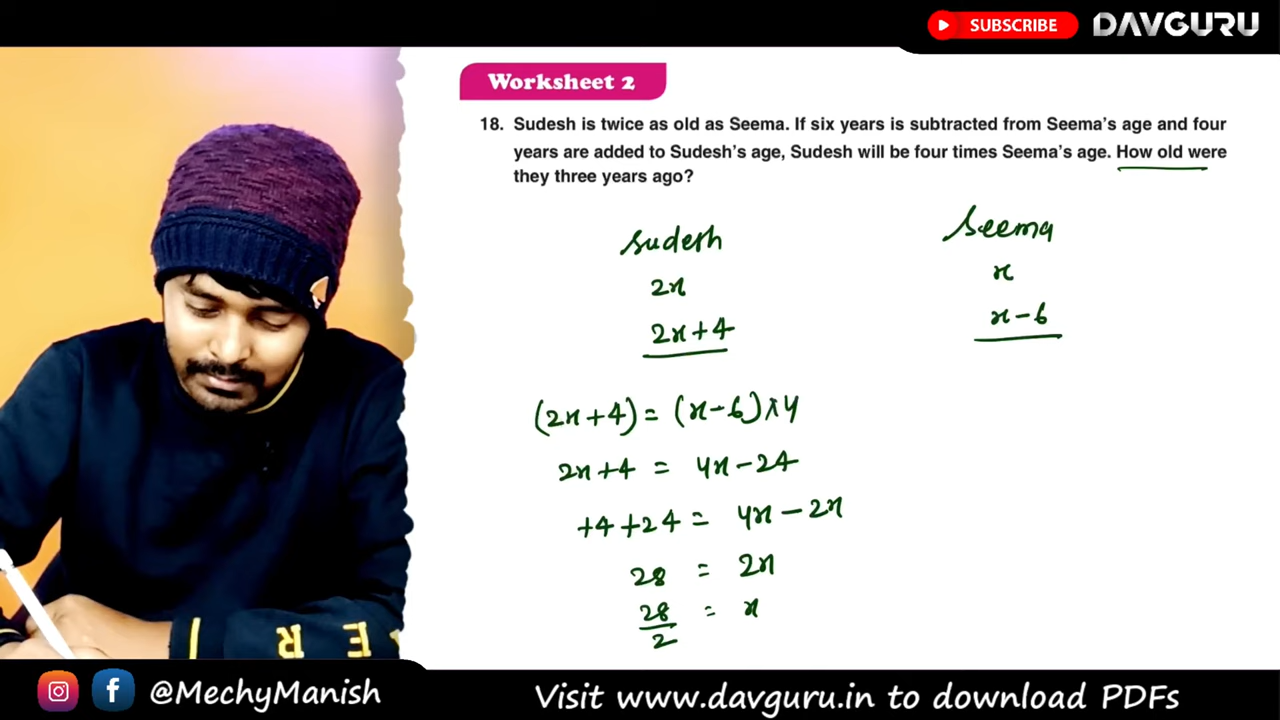 SUBSCRIBE DAVGURU
Worksheet 2
18. Sudesh is twice as old as Seema. If six years is subtracted from Seema's age and four
years are added to Sudesh's age, Sudesh will be four times Seema's age. How old were
they three years ago?
Sudesh Seema
2x x
2x+4 x-6
(2x+4) = (x-6)×4
2x+4 = 4x-24
+4+24 = 4x-2x
28 = 2x
28/2 = x
@MechyManish Visit www.davguru.in to download PDFs